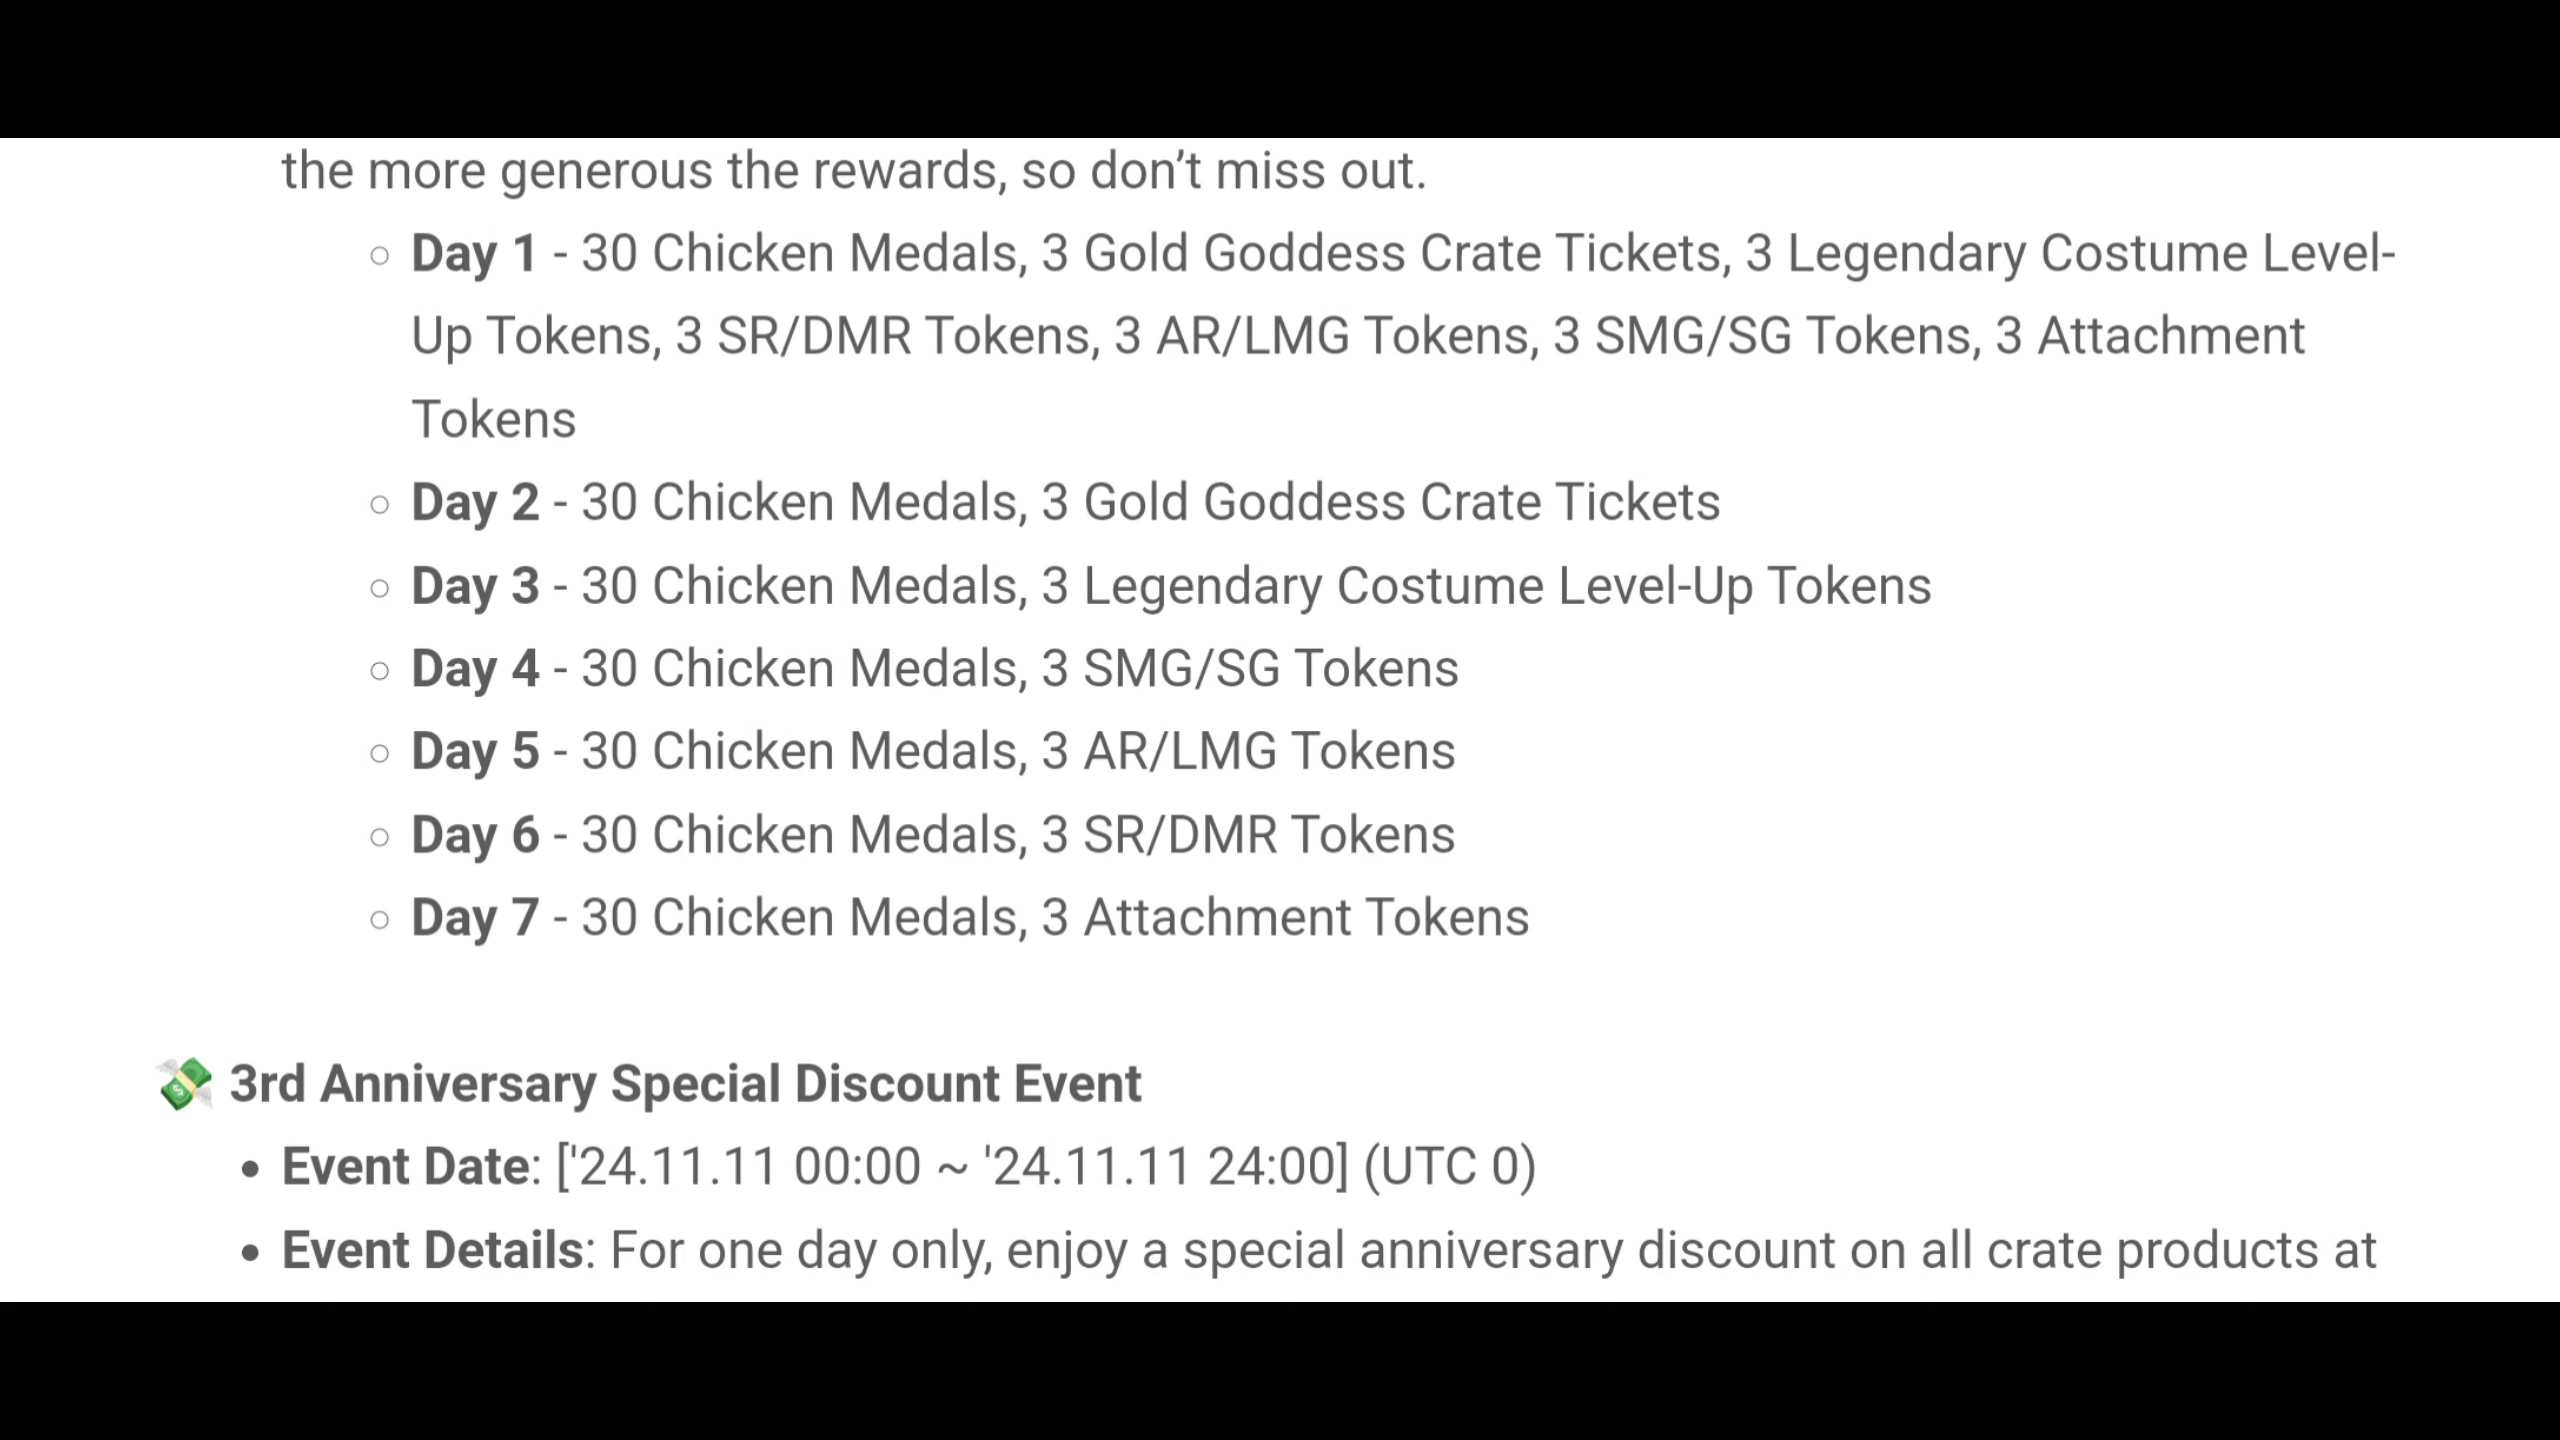 the more generous the rewards, so don’t miss out.
Day 1 - 30 Chicken Medals, 3 Gold Goddess Crate Tickets, 3 Legendary Costume Level-
Up Tokens, 3 SR/DMR Tokens, 3 AR/LMG Tokens, 3 SMG/SG Tokens, 3 Attachment
Tokens
Day 2 - 30 Chicken Medals, 3 Gold Goddess Crate Tickets
Day 3 - 30 Chicken Medals, 3 Legendary Costume Level-Up Tokens
Day 4 - 30 Chicken Medals, 3 SMG/SG Tokens
Day 5 - 30 Chicken Medals, 3 AR/LMG Tokens
Day 6 - 30 Chicken Medals, 3 SR/DMR Tokens
Day 7 - 30 Chicken Medals, 3 Attachment Tokens
💸 3rd Anniversary Special Discount Event
• Event Date: ['24.11.11 00:00 ~ '24.11.11 24:00] (UTC 0)
• Event Details: For one day only, enjoy a special anniversary discount on all crate products at